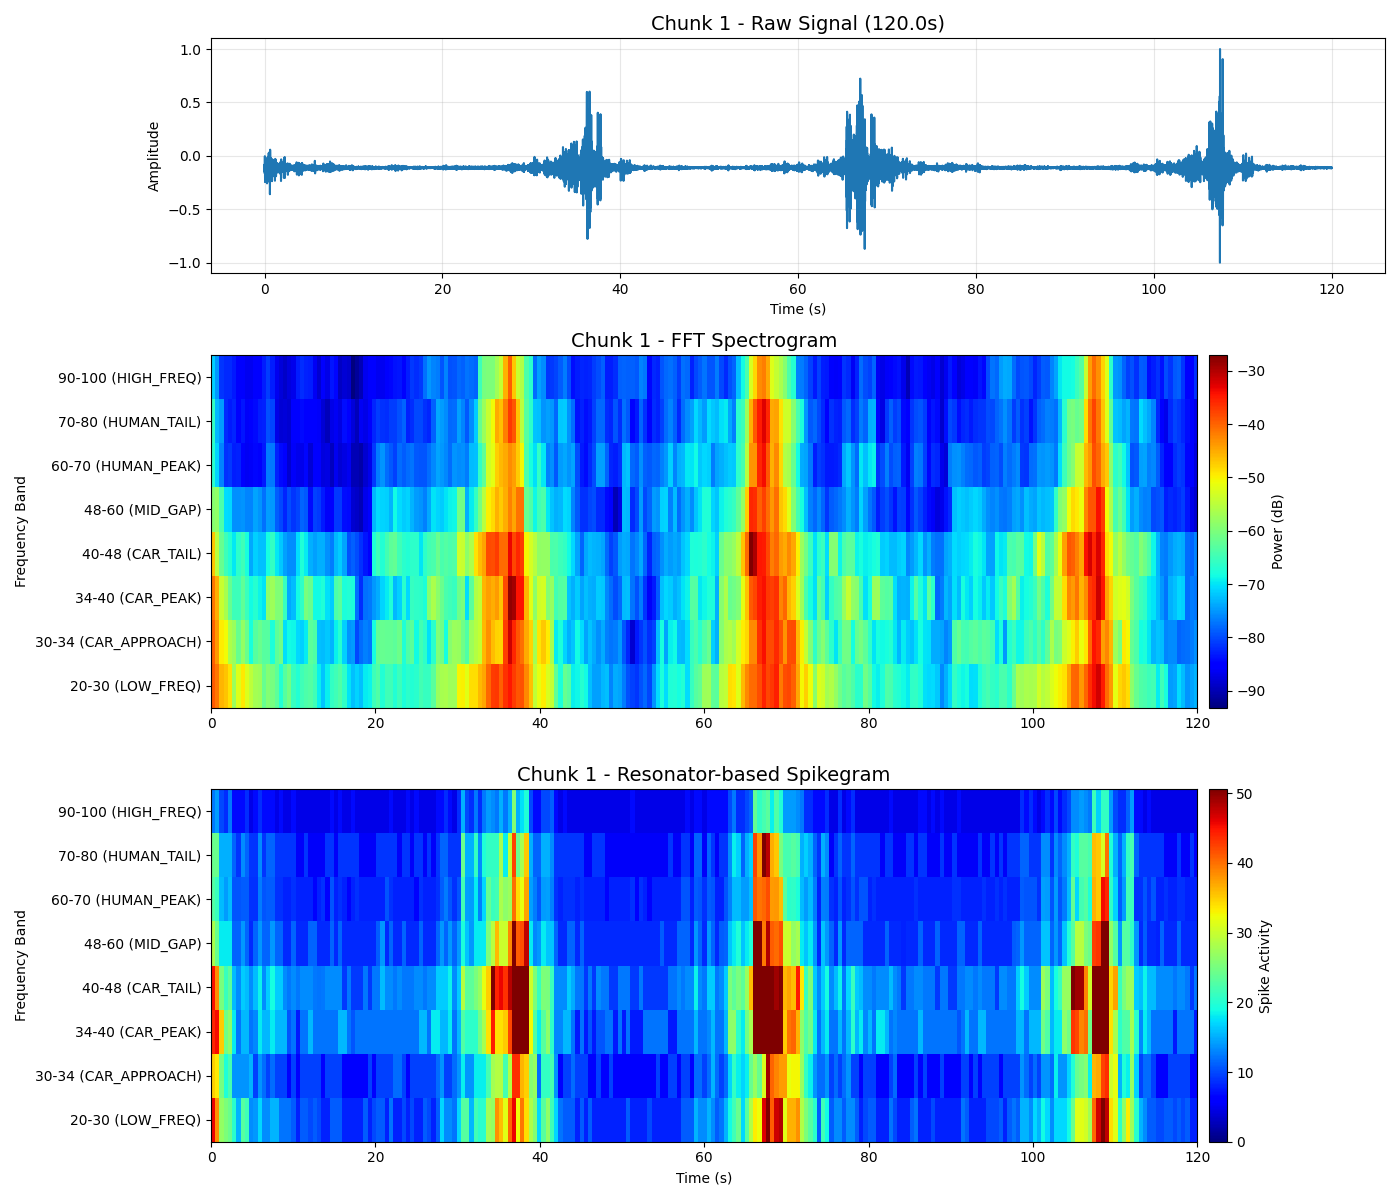 Chunk 1 - Raw Signal (120.0s)
1.0
0.5
0.0
−0.5
−1.0
Amplitude
0 20 40 60 80 100 120
Time (s)
Chunk 1 - FFT Spectrogram
90-100 (HIGH_FREQ)
70-80 (HUMAN_TAIL)
60-70 (HUMAN_PEAK)
48-60 (MID_GAP)
40-48 (CAR_TAIL)
34-40 (CAR_PEAK)
30-34 (CAR_APPROACH)
20-30 (LOW_FREQ)
Frequency Band
0 20 40 60 80 100 120
−30
−40
−50
−60
−70
−80
−90
Power (dB)
Chunk 1 - Resonator-based Spikegram
90-100 (HIGH_FREQ)
70-80 (HUMAN_TAIL)
60-70 (HUMAN_PEAK)
48-60 (MID_GAP)
40-48 (CAR_TAIL)
34-40 (CAR_PEAK)
30-34 (CAR_APPROACH)
20-30 (LOW_FREQ)
Frequency Band
0 20 40 60 80 100 120
Time (s)
50
40
30
20
10
0
Spike Activity